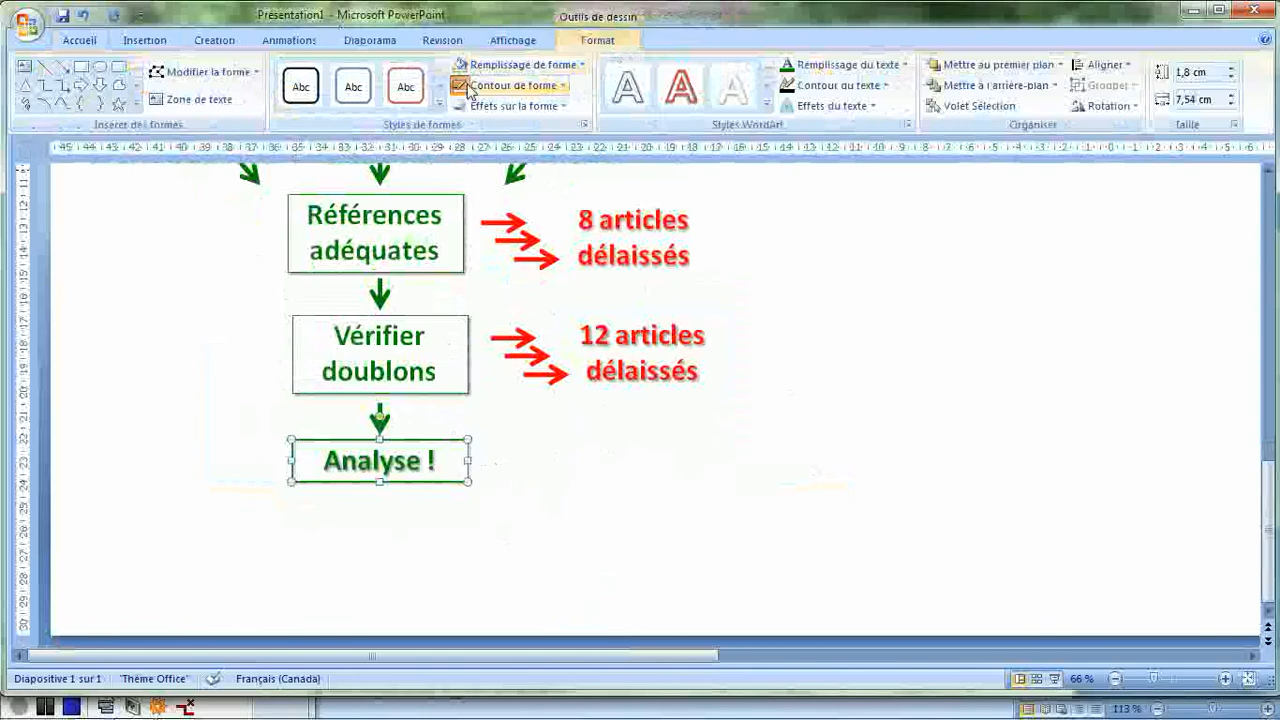 Présentation1 - Microsoft PowerPoint
Outils de dessin
Accueil
Insertion
Création
Animations
Diaporama
Révision
Affichage
Format
Modifier la forme
Zone de texte
Insérer des formes
Abc
Abc
Abc
Remplissage de forme
Contour de forme
Effets sur la forme
Styles de formes
A
A
A
Remplissage du texte
Contour du texte
Effets du texte
Styles WordArt
Mettre au premier plan
Mettre à l'arrière-plan
Volet Sélection
Aligner
Grouper
Rotation
Organiser
1,8 cm
7,54 cm
Taille
Références
adéquates
8 articles
délaissés
Vérifier
doublons
12 articles
délaissés
Analyse !
Diapositive 1 sur 1
"Thème Office"
Français (Canada)
66 %
113 %